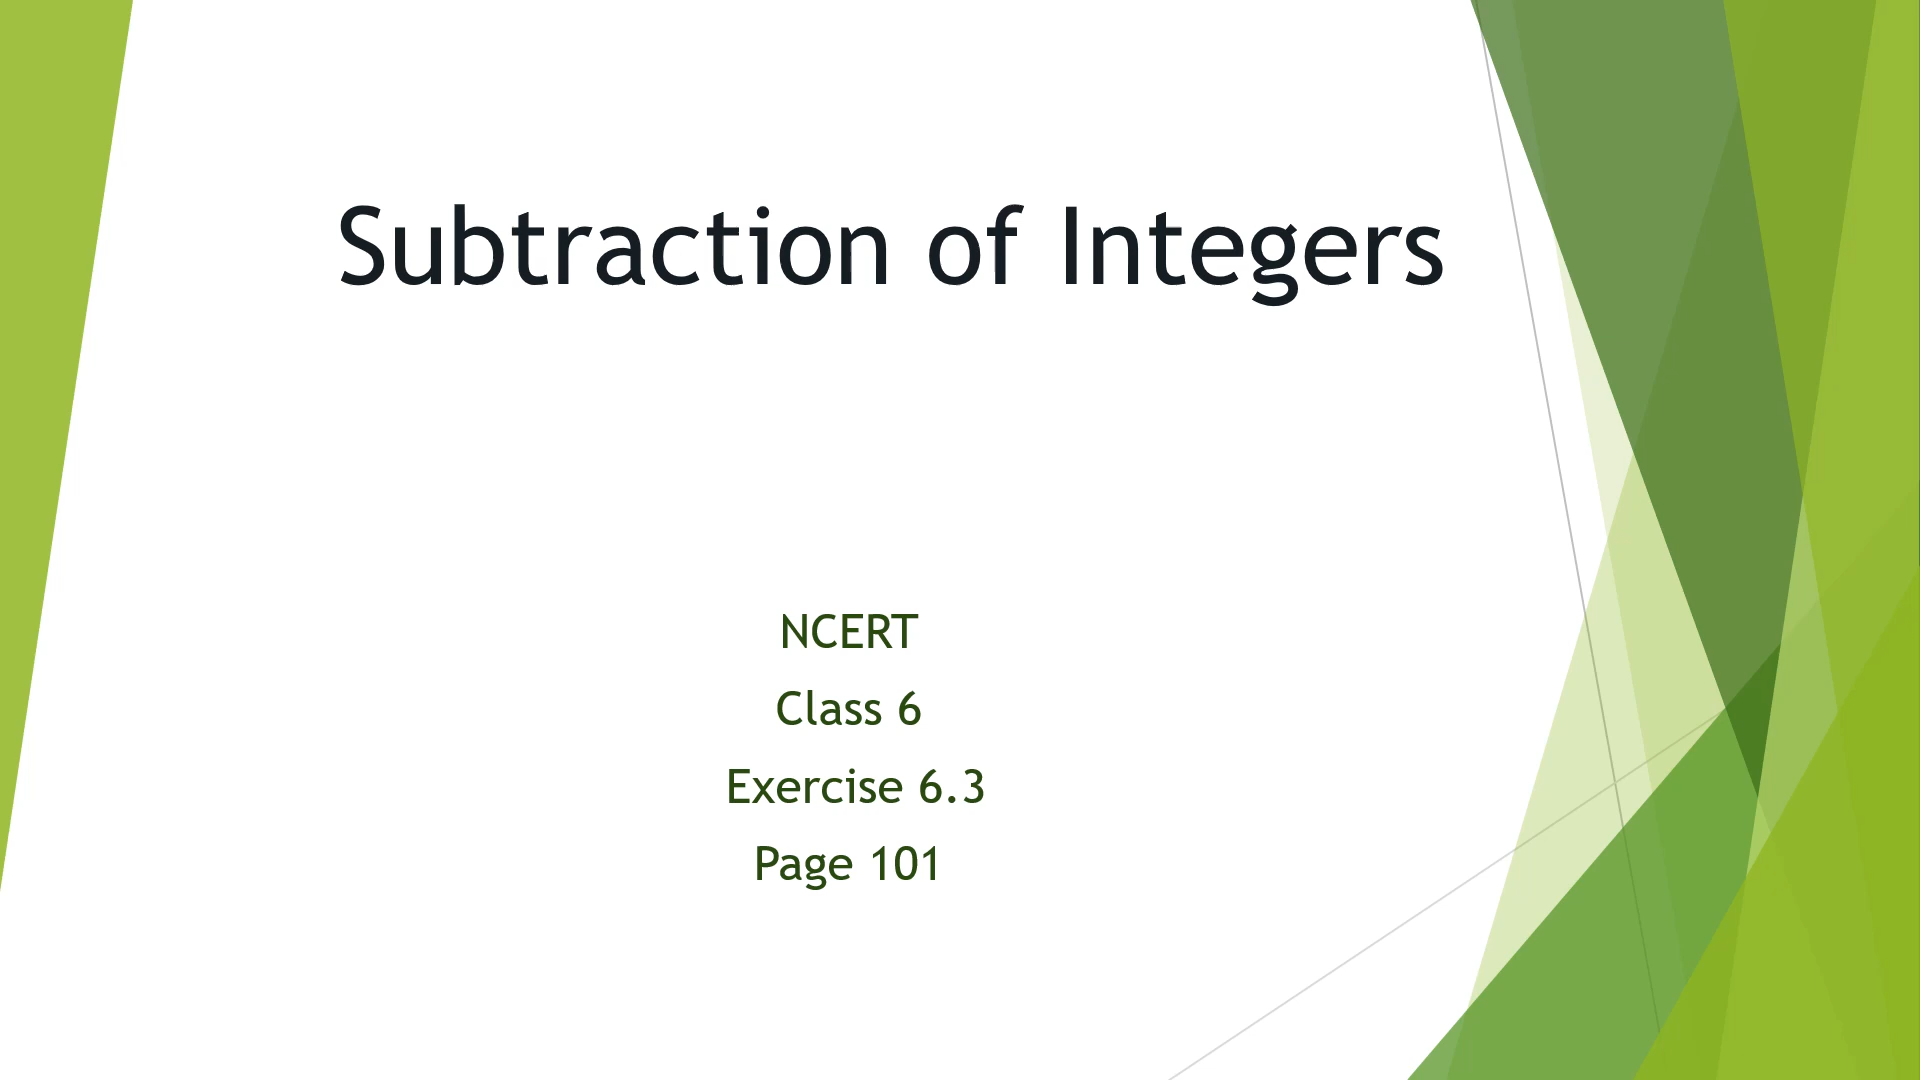 Subtraction of Integers
NCERT
Class 6
Exercise 6.3
Page 101